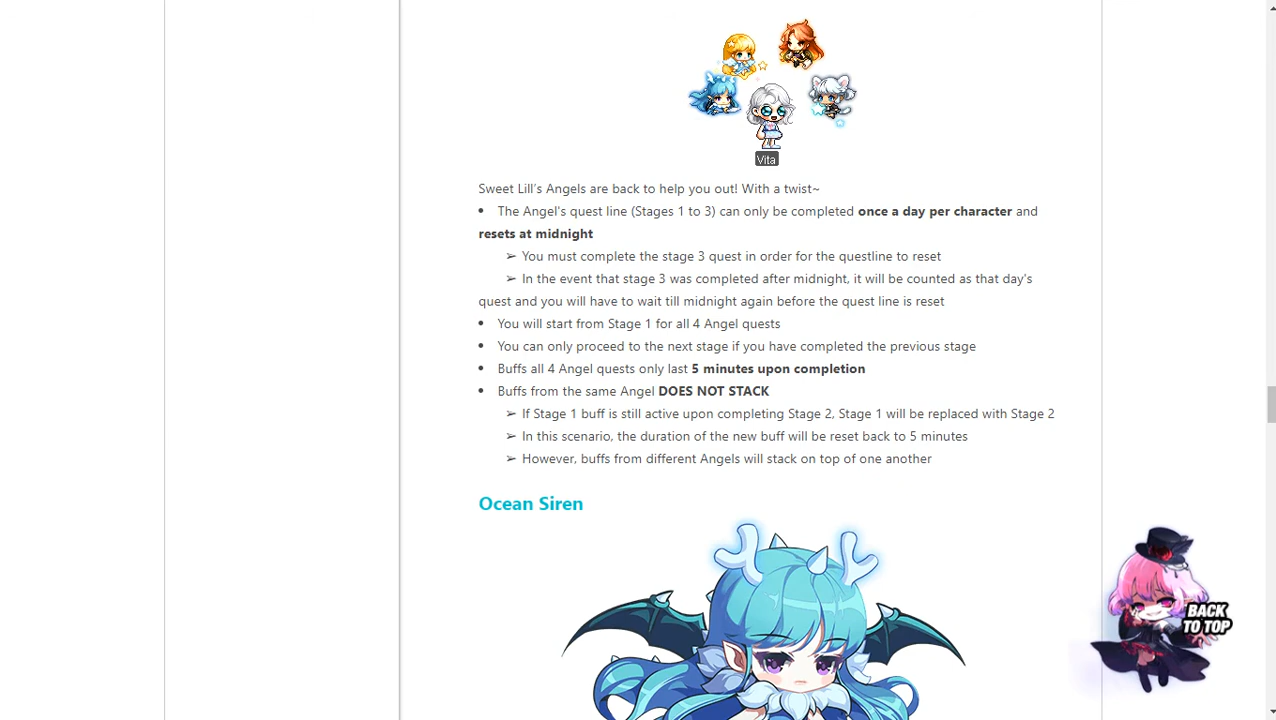 Vita
Sweet Lill's Angels are back to help you out! With a twist~
• The Angel's quest line (Stages 1 to 3) can only be completed once a day per character and
resets at midnight
➢ You must complete the stage 3 quest in order for the questline to reset
➢ In the event that stage 3 was completed after midnight, it will be counted as that day's
quest and you will have to wait till midnight again before the quest line is reset
• You will start from Stage 1 for all 4 Angel quests
• You can only proceed to the next stage if you have completed the previous stage
• Buffs all 4 Angel quests only last 5 minutes upon completion
• Buffs from the same Angel DOES NOT STACK
➢ If Stage 1 buff is still active upon completing Stage 2, Stage 1 will be replaced with Stage 2
➢ In this scenario, the duration of the new buff will be reset back to 5 minutes
➢ However, buffs from different Angels will stack on top of one another
Ocean Siren
BACK
TO TOP